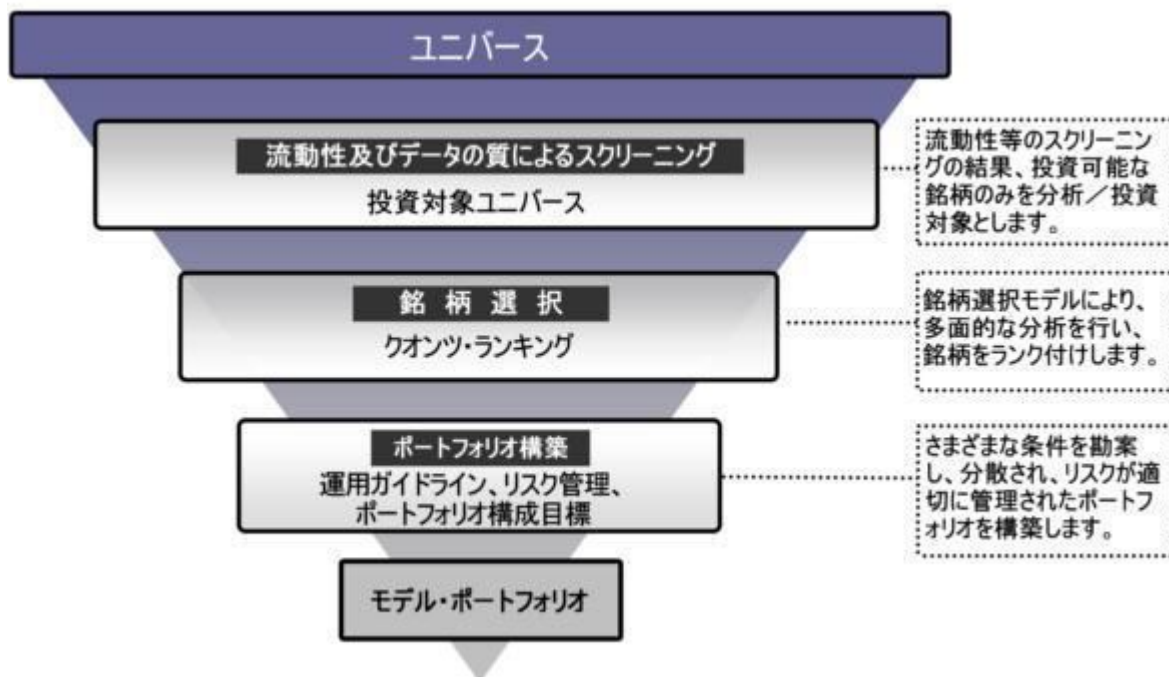 ユニバース
流動性及びデータの質によるスクリーニング
投資対象ユニバース
流動性等のスクリーニン
グの結果、投資可能な
銘柄のみを分析／投資
対象とします。
銘 柄 選 択
クオンツ・ランキング
銘柄選択モデルにより、
多面的な分析を行い、
銘柄をランク付けします。
ポートフォリオ構築
運用ガイドライン、リスク管理、
ポートフォリオ構成目標
さまざまな条件を勘案
し、分散され、リスクが適
切に管理されたポートフ
ォリオを構築します。
モデル・ポートフォリオ